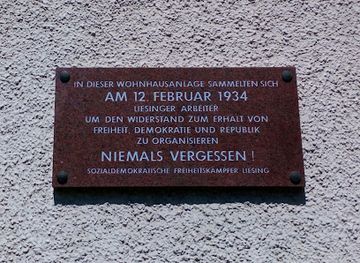 IN DIESER WOHNHAUSANLAGE SAMMELTEN SICH
AM 12. FEBRUAR 1934
LIESINGER ARBEITER
UM DEN WIDERSTAND ZUM ERHALT VON
FREIHEIT, DEMOKRATIE UND REPUBLIK
ZU ORGANISIEREN
NIEMALS VERGESSEN !
SOZIALDEMOKRATISCHE FREIHEITSKÄMPFER LIESING